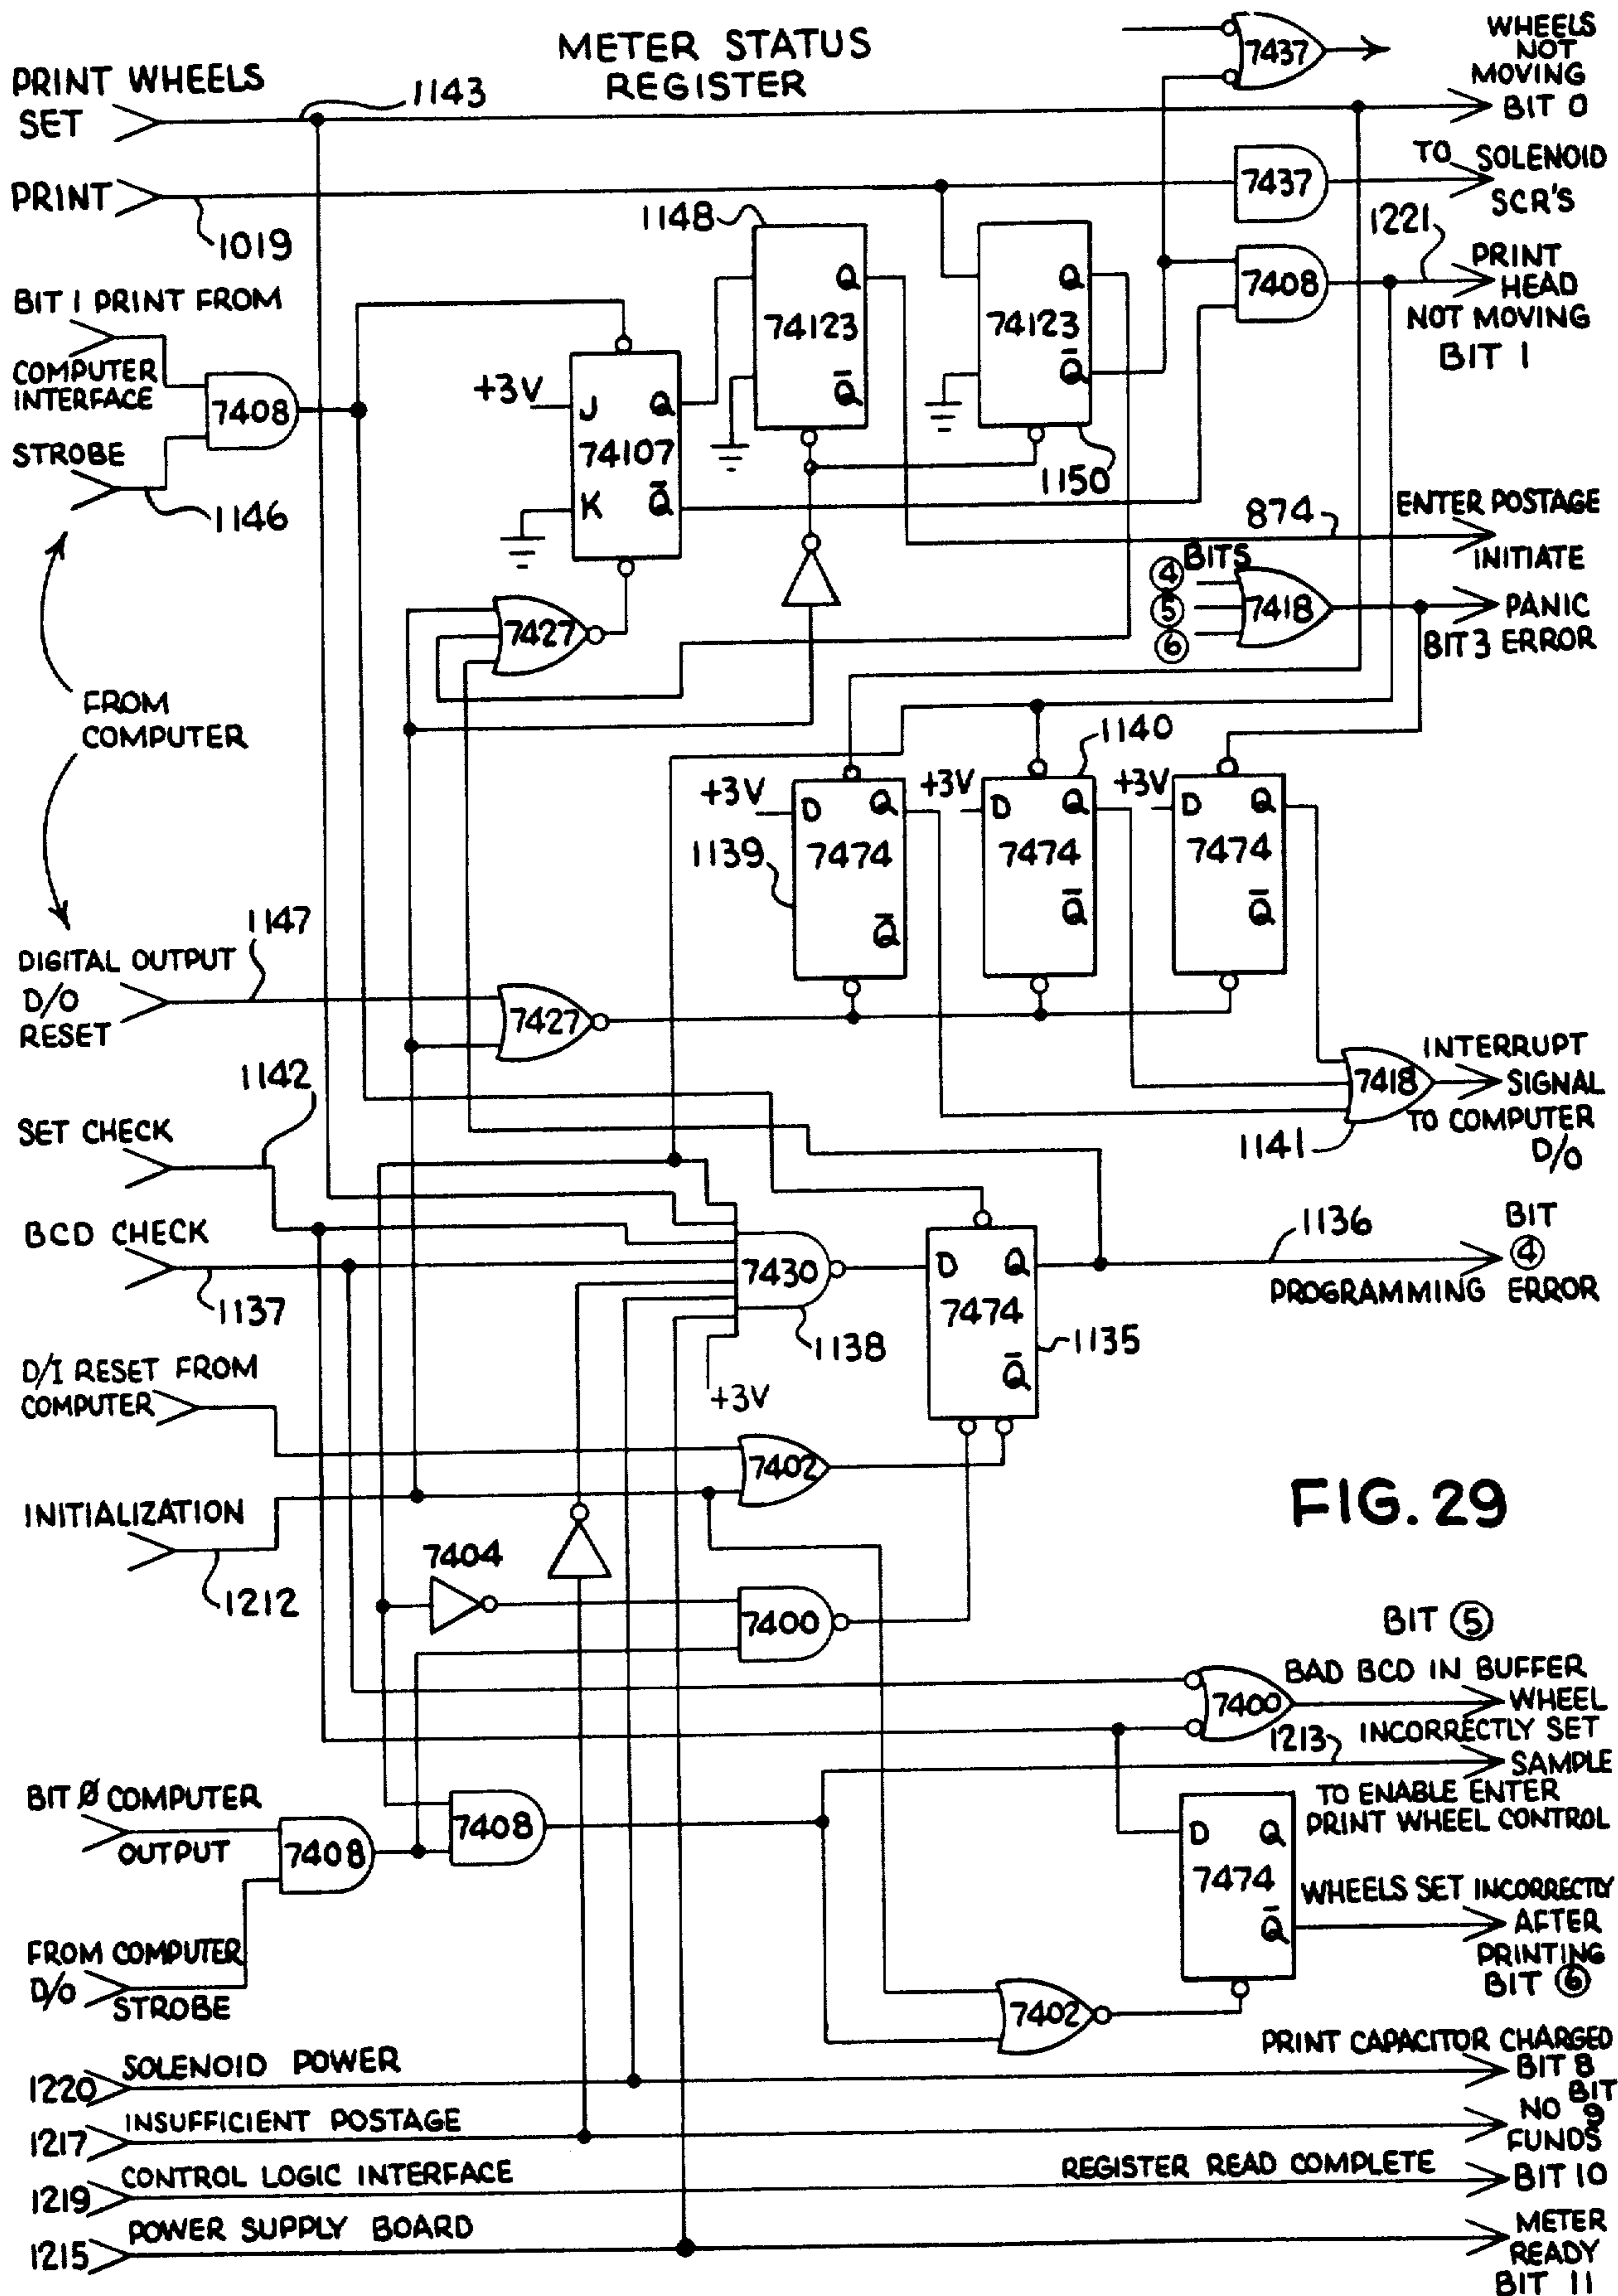 METER STATUS
REGISTER
PRINT WHEELS
SET
1143
7437
WHEELS
NOT
MOVING
BIT 0
PRINT
1019
7437
TO SOLENOID
SCR'S
1148
1221
BIT 1 PRINT FROM
COMPUTER
INTERFACE
7408
STROBE
1146
+3V
J Q
74107
K Q̅
Q
74123
Q̅
Q
74123
Q̅
1150
7408
PRINT
HEAD
NOT MOVING
BIT 1
874
ENTER POSTAGE
INITIATE
BITS
④
⑤
⑥
7418
PANIC
BIT 3 ERROR
7427
FROM
COMPUTER
1140
+3V
D Q
7474
Q̅
1139
+3V
D Q
7474
Q̅
+3V
D Q
7474
Q̅
1147
DIGITAL OUTPUT
D/O
RESET
7427
7418
INTERRUPT
SIGNAL
TO COMPUTER
D/O
1141
1142
SET CHECK
BCD CHECK
1137
7430
1138
+3V
D Q
7474
Q̅
1135
1136
BIT
④
PROGRAMMING ERROR
D/I RESET FROM
COMPUTER
7402
INITIALIZATION
1212
7404
7400
FIG. 29
BIT ⑤
BAD BCD IN BUFFER
7400
WHEEL
INCORRECTLY SET
1213
SAMPLE
TO ENABLE ENTER
PRINT WHEEL CONTROL
BIT Ø COMPUTER
OUTPUT
7408
7408
D Q
7474
Q̅
WHEELS SET INCORRECTLY
AFTER
PRINTING
BIT ⑥
FROM COMPUTER
D/O
STROBE
7402
PRINT CAPACITOR CHARGED
1220 SOLENOID POWER
BIT 8
1217 INSUFFICIENT POSTAGE
NO BIT
9
FUNDS
1219 CONTROL LOGIC INTERFACE
REGISTER READ COMPLETE
BIT 10
1215 POWER SUPPLY BOARD
METER
READY
BIT 11